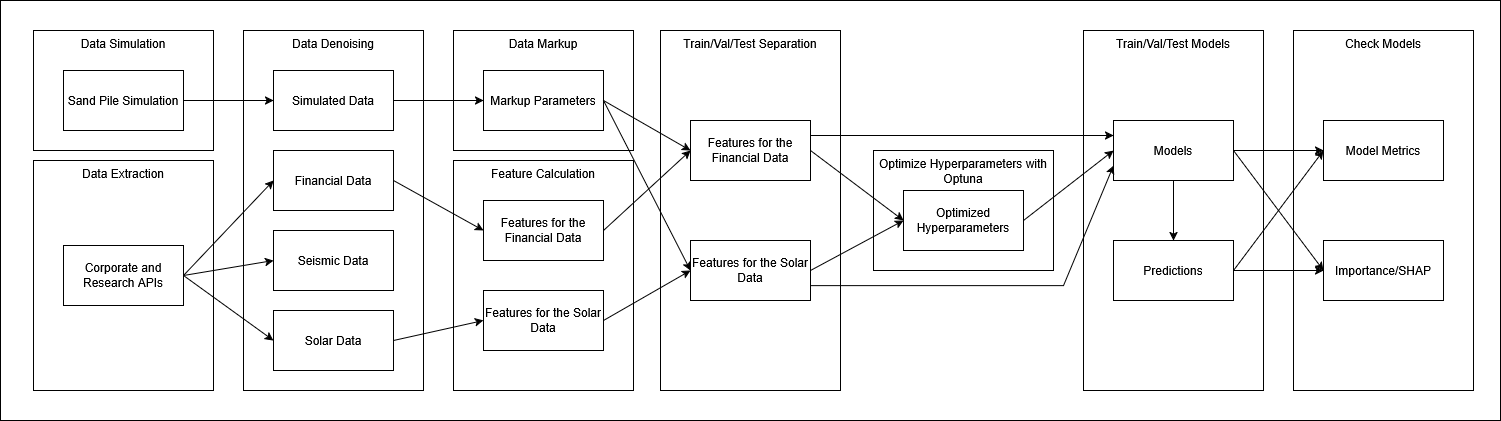 Data Simulation
Sand Pile Simulation
Data Extraction
Corporate and
Research APIs
Data Denoising
Simulated Data
Financial Data
Seismic Data
Solar Data
Data Markup
Markup Parameters
Feature Calculation
Features for the
Financial Data
Features for the Solar
Data
Train/Val/Test Separation
Features for the
Financial Data
Features for the Solar
Data
Optimize Hyperparameters with
Optuna
Optimized
Hyperparameters
Train/Val/Test Models
Models
Predictions
Check Models
Model Metrics
Importance/SHAP